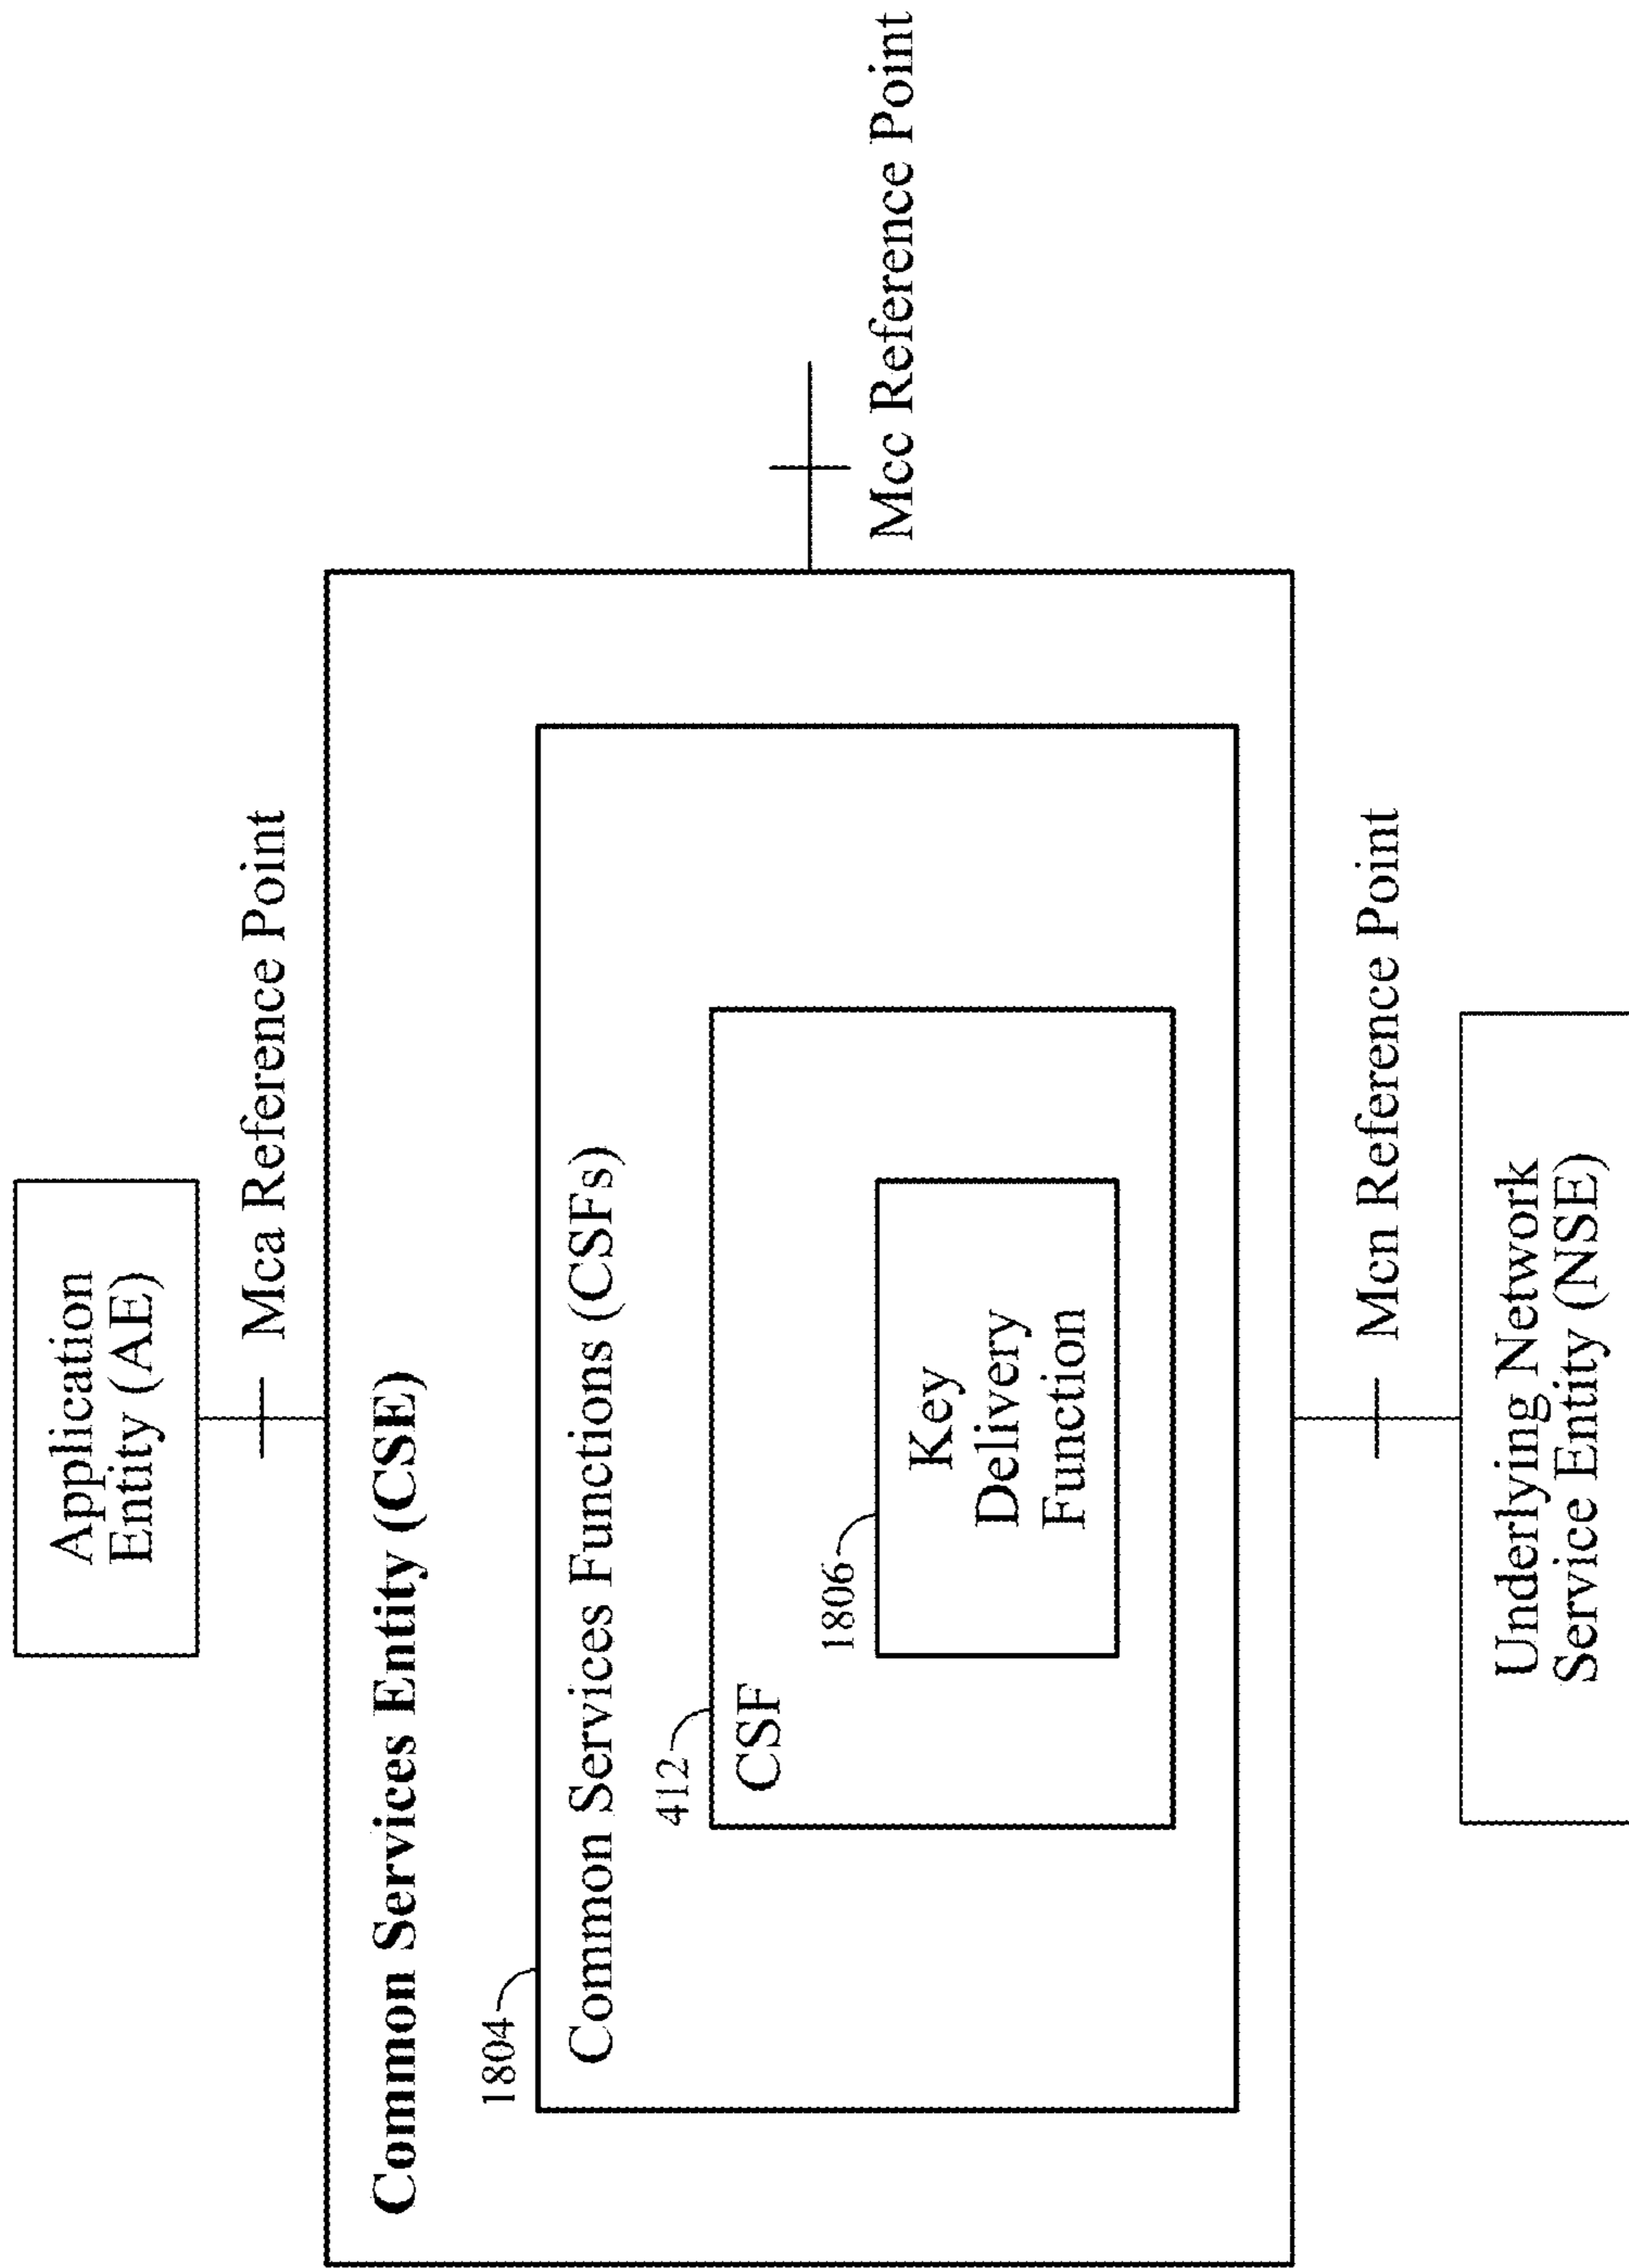 Application
Entity (AE)
Mca Reference Point
Common Services Entity (CSE)
1804
Common Services Functions (CSFs)
412
CSF
1806
Key
Delivery
Function
Mcc Reference Point
Mcn Reference Point
Underlying Network
Service Entity (NSE)